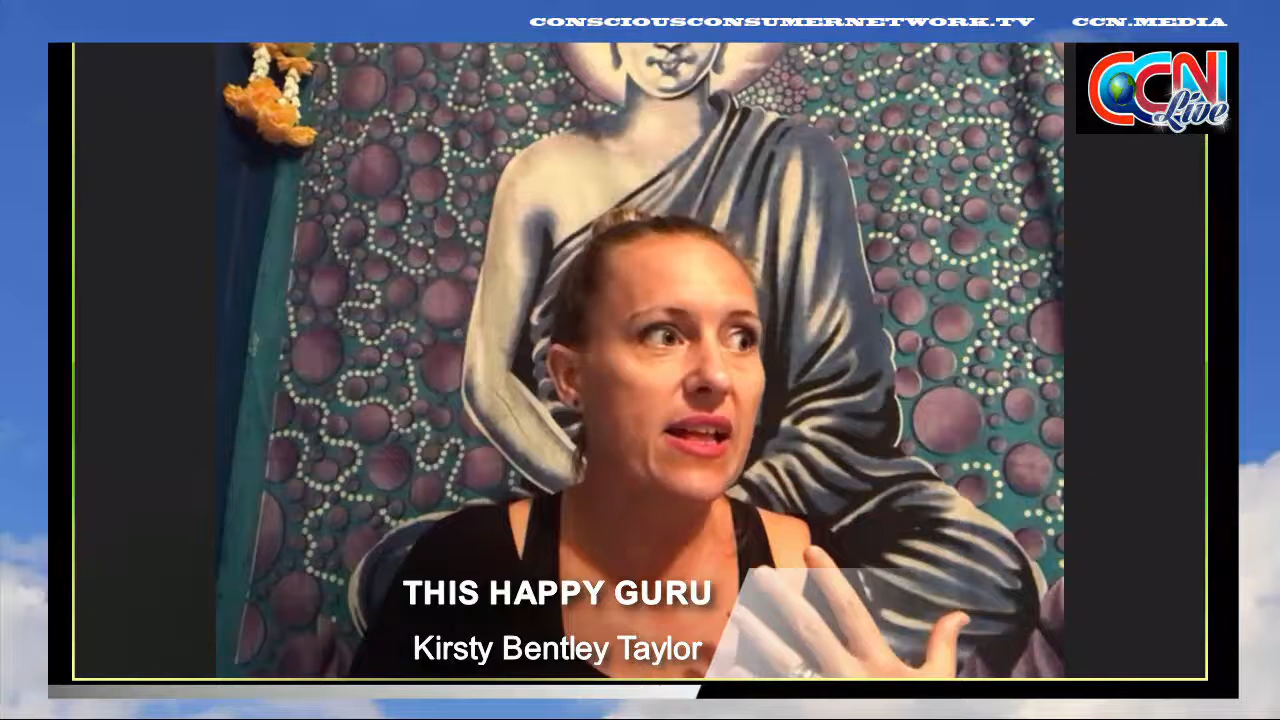 CONSCIOUSCONSUMERNETWORK.TV CCN.MEDIA
CCN
Live
THIS HAPPY GURU
Kirsty Bentley Taylor